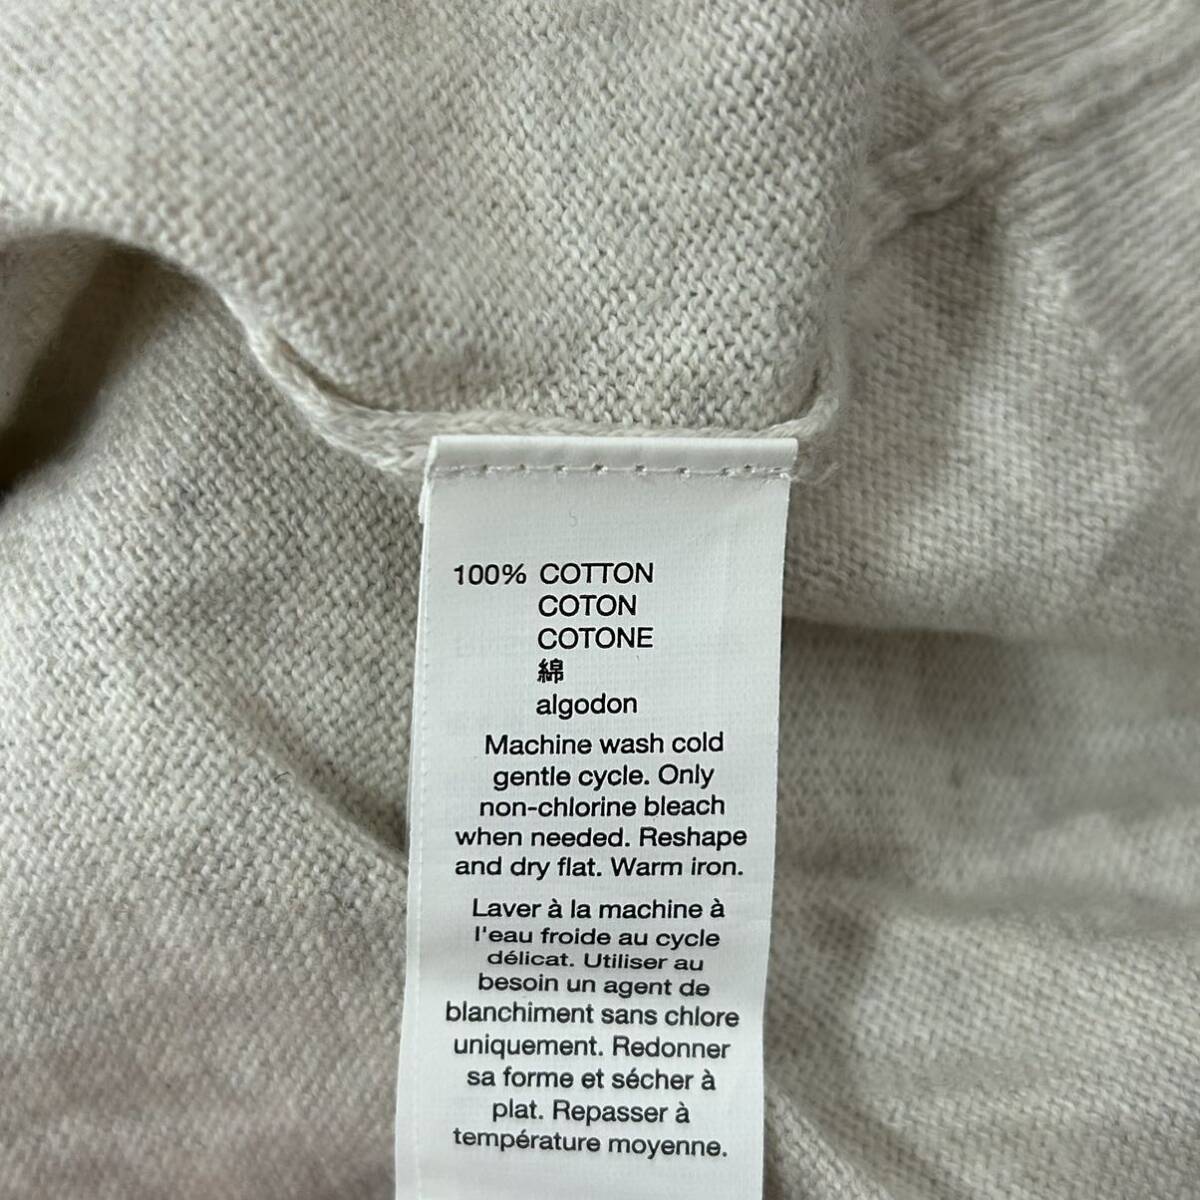 100% COTTON
COTON
COTONE
綿
algodon
Machine wash cold
gentle cycle. Only
non-chlorine bleach
when needed. Reshape
and dry flat. Warm iron.
Laver à la machine à
l'eau froide au cycle
délicat. Utiliser au
besoin un agent de
blanchiment sans chlore
uniquement. Redonner
sa forme et sécher à
plat. Repasser à
température moyenne.